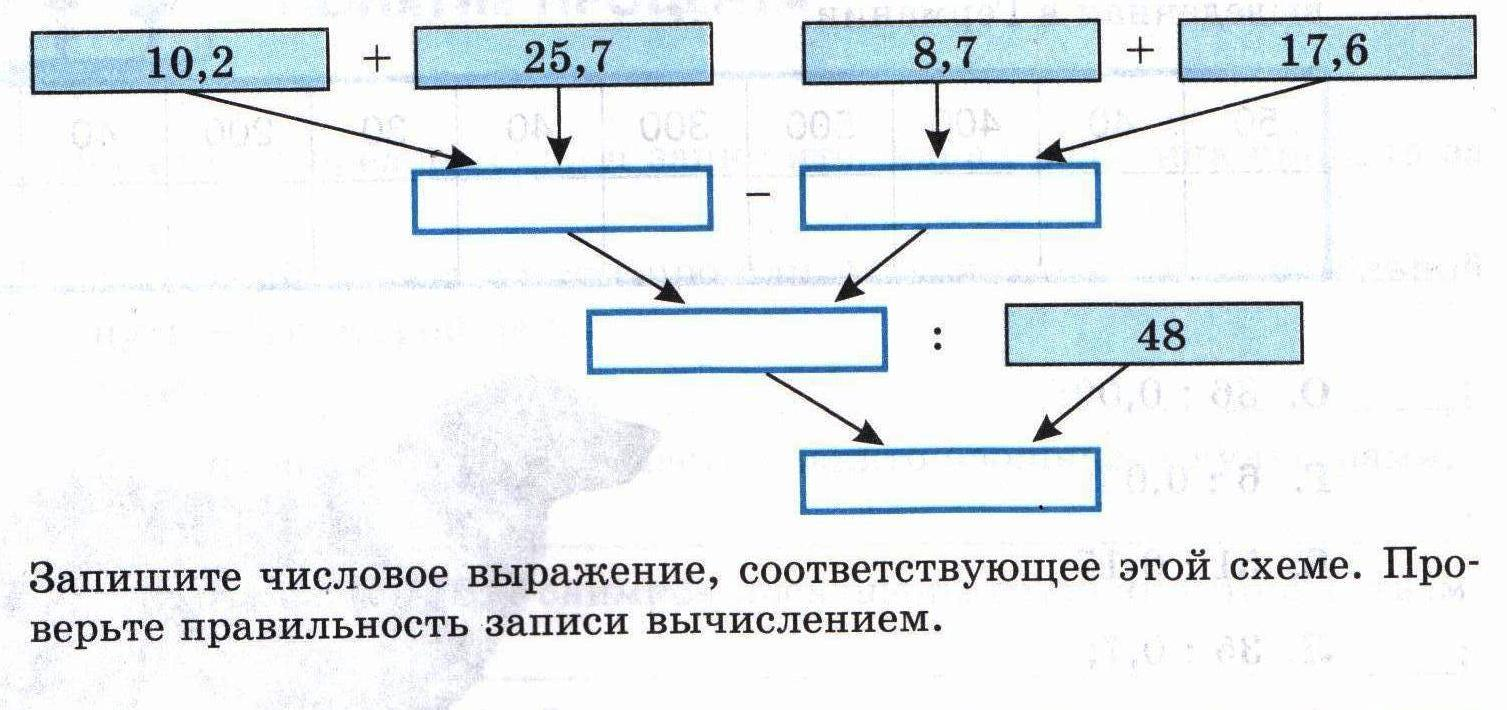 10,2 + 25,7 8,7 + 17,6
–
: 48
Запишите числовое выражение, соответствующее этой схеме. Про-
верьте правильность записи вычислением.